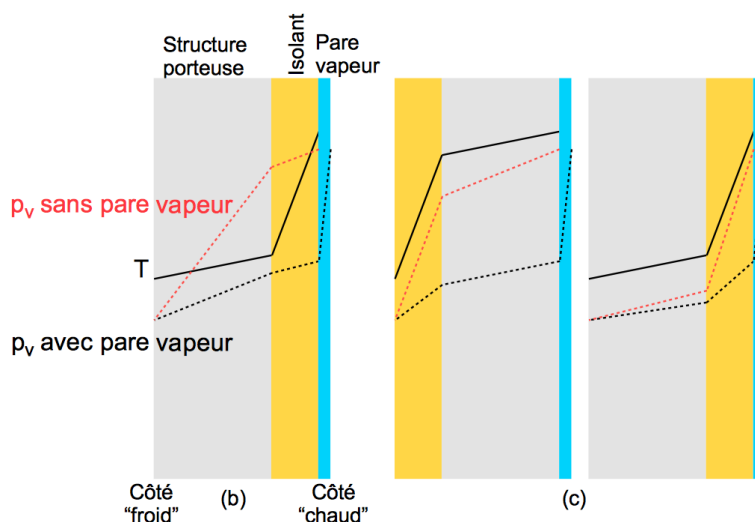 Structure
porteuse
Isolant
Pare
vapeur
pv sans pare vapeur
T
pv avec pare vapeur
Côté
"froid"
(b)
Côté
"chaud"
(c)